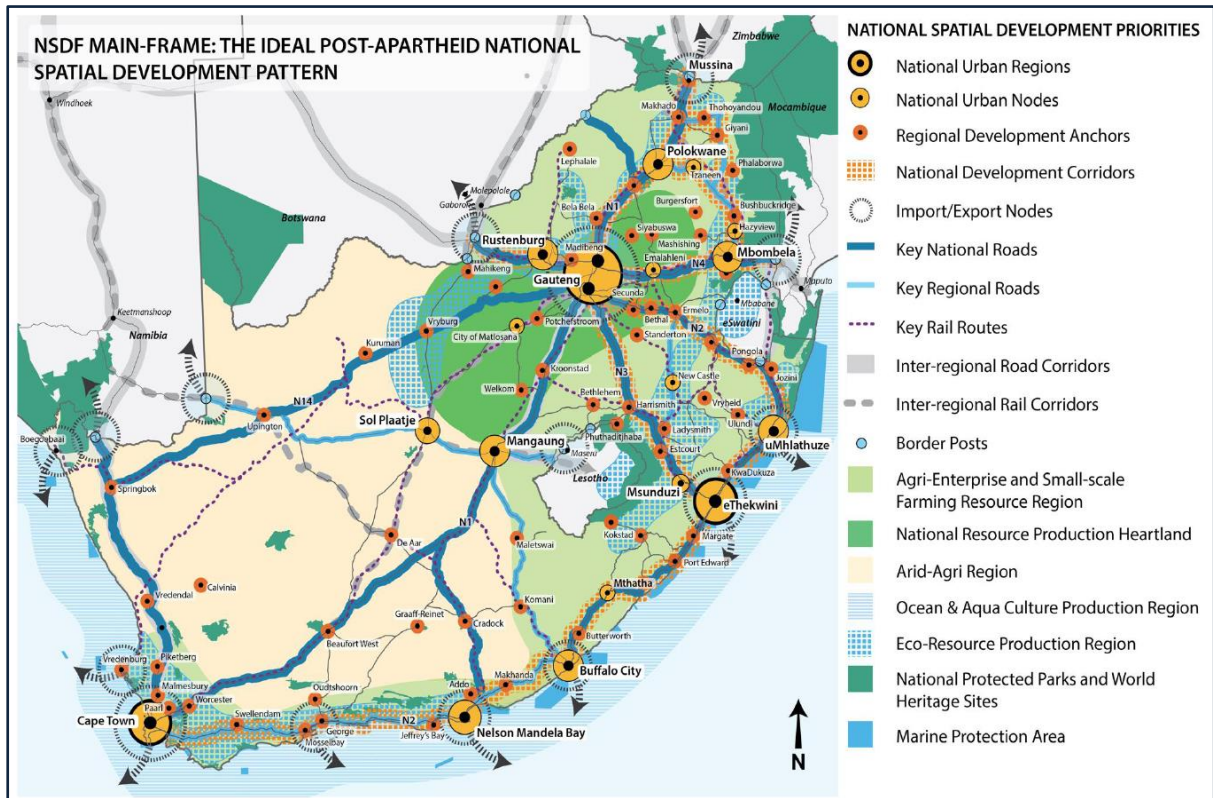 NSDF MAIN-FRAME: THE IDEAL POST-APARTHEID NATIONAL
SPATIAL DEVELOPMENT PATTERN
Zimbabwe
Mussina
Windhoek
Makhado
Thohoyandou
Mocambique
Giyani
Polokwane
Lephalale
Tzaneen
Phalaborwa
Molepolole
Gaborone
Botswana
Bela Bela
N1
Burgersfort
Bushbuckridge
Siyabuswa
Hazyview
Rustenburg
Madibeng
Mashishing
Mbombela
Emalahleni
N4
Mahikeng
Gauteng
Secunda
Maputo
Mbabane
Keetmanshoop
Namibia
Ermelo
eSwatini
Vryburg
Potchefstroom
Bethal
N2
City of Matlosana
Standerton
Kuruman
Pongola
Kroonstad
N3
New Castle
Jozini
Welkom
Bethlehem
N14
Harrismith
Vryheid
Upington
Sol Plaatje
Ulundi
Boegoebaai
Phuthaditjhaba
Ladysmith
Mangaung
uMhlathuze
Maseru
Estcourt
Springbok
Lesotho
KwaDukuza
Msunduzi
eThekwini
N1
Kokstad
De Aar
Maletswai
Margate
Port Edward
Calvinia
Mthatha
Vredendal
Komani
Graaff-Reinet
Beaufort West
Cradock
Butterworth
Vredenburg
Piketberg
Buffalo City
Malmesbury
Oudtshoorn
Addo
Makhanda
Worcester
Paarl
Swellendam
Cape Town
George
N2
Nelson Mandela Bay
Mosselbay
Jeffrey's Bay
N
NATIONAL SPATIAL DEVELOPMENT PRIORITIES
National Urban Regions
National Urban Nodes
Regional Development Anchors
National Development Corridors
Import/Export Nodes
Key National Roads
Key Regional Roads
Key Rail Routes
Inter-regional Road Corridors
Inter-regional Rail Corridors
Border Posts
Agri-Enterprise and Small-scale
Farming Resource Region
National Resource Production Heartland
Arid-Agri Region
Ocean & Aqua Culture Production Region
Eco-Resource Production Region
National Protected Parks and World
Heritage Sites
Marine Protection Area